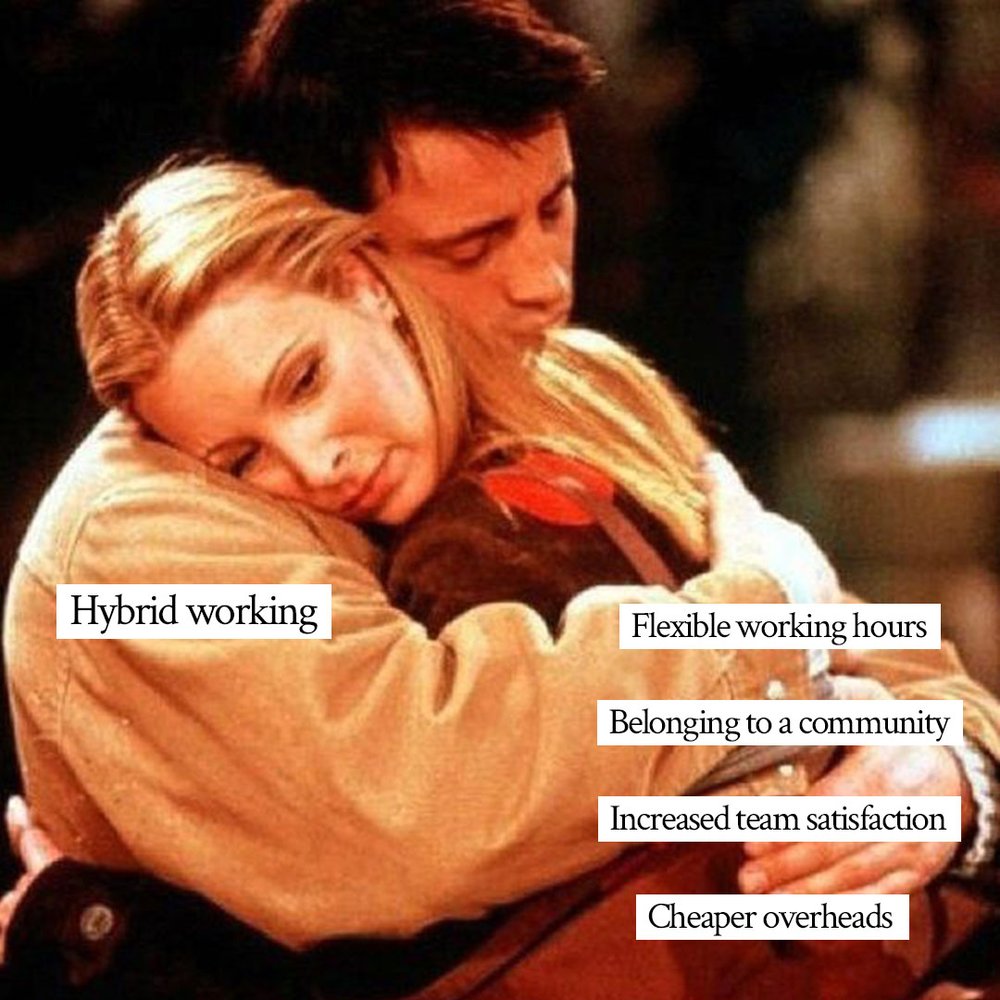 Hybrid working
Flexible working hours
Belonging to a community
Increased team satisfaction
Cheaper overheads